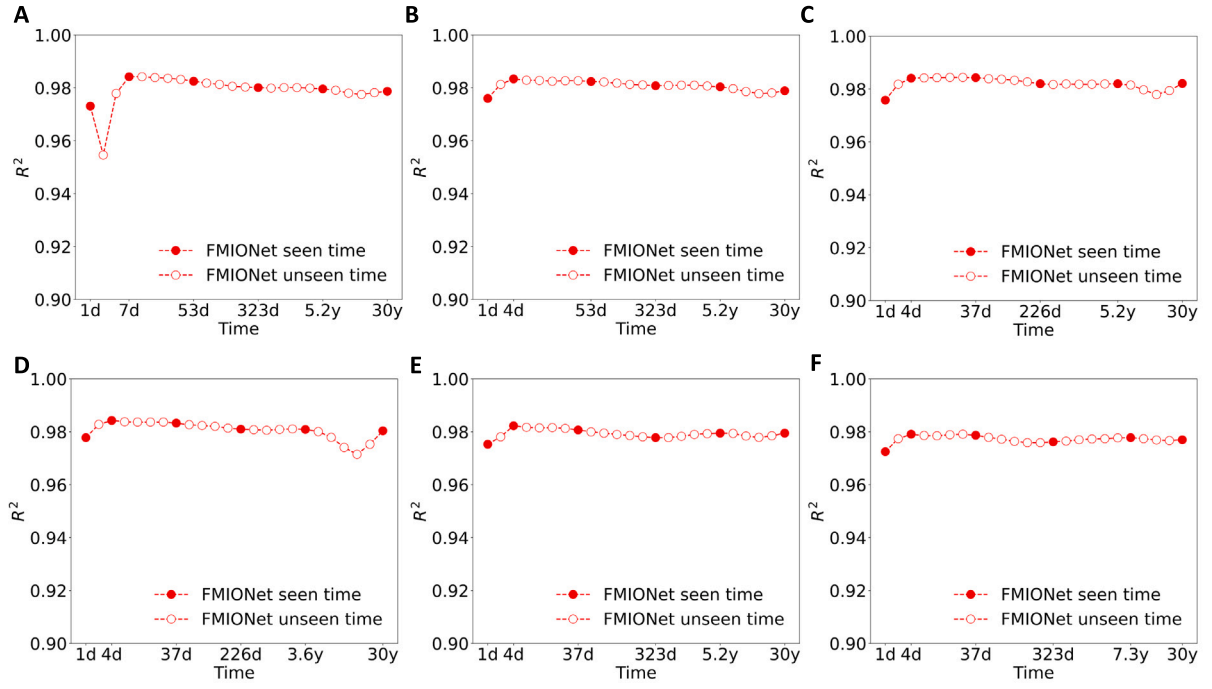 A
1.00
0.98
0.96
0.94
0.92
0.90
R²
FMIONet seen time
FMIONet unseen time
1d 7d 53d 323d 5.2y 30y
Time
B
1.00
0.98
0.96
0.94
0.92
0.90
R²
FMIONet seen time
FMIONet unseen time
1d 4d 53d 323d 5.2y 30y
Time
C
1.00
0.98
0.96
0.94
0.92
0.90
R²
FMIONet seen time
FMIONet unseen time
1d 4d 37d 226d 5.2y 30y
Time
D
1.00
0.98
0.96
0.94
0.92
0.90
R²
FMIONet seen time
FMIONet unseen time
1d 4d 37d 226d 3.6y 30y
Time
E
1.00
0.98
0.96
0.94
0.92
0.90
R²
FMIONet seen time
FMIONet unseen time
1d 4d 37d 323d 5.2y 30y
Time
F
1.00
0.98
0.96
0.94
0.92
0.90
R²
FMIONet seen time
FMIONet unseen time
1d 4d 37d 323d 7.3y 30y
Time